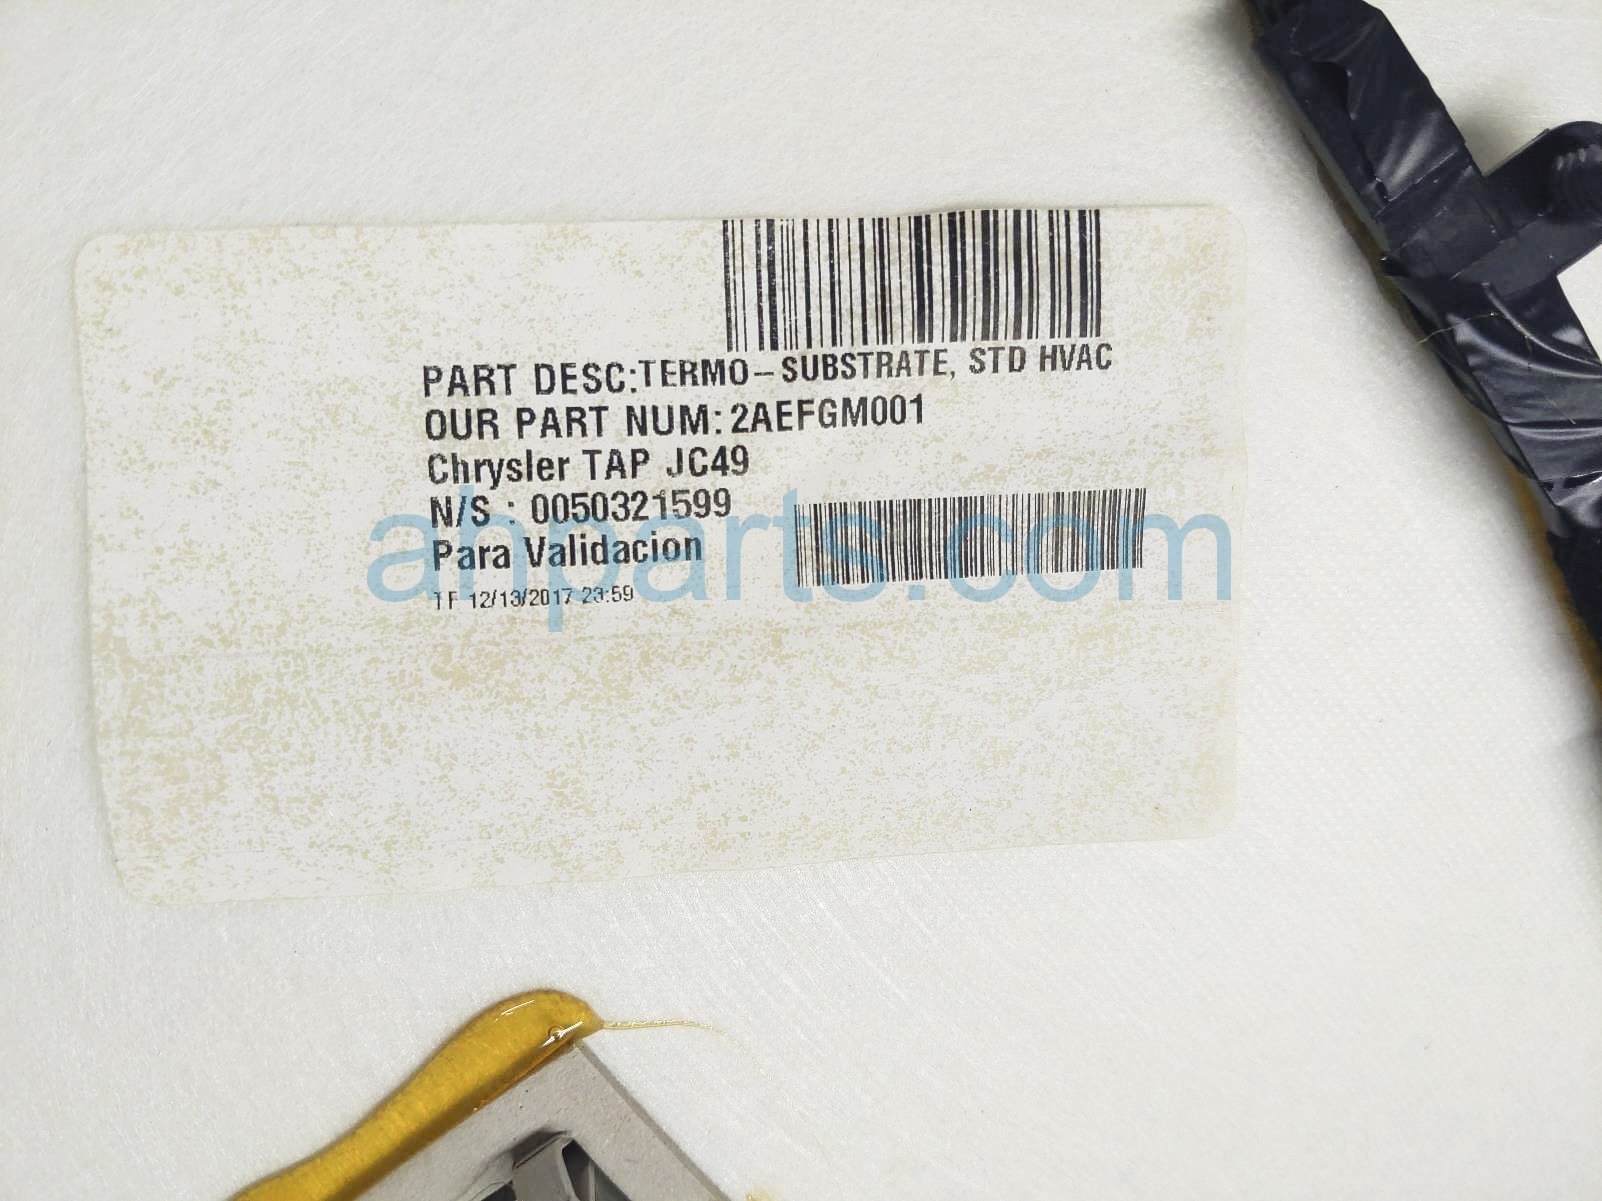 PART DESC:TERMO-SUBSTRATE, STD HVAC
OUR PART NUM: 2AEFGM001
Chrysler TAP JC49
N/S : 0050321599
Para Validacion
TF 12/13/2017 23:59
ahparts.com